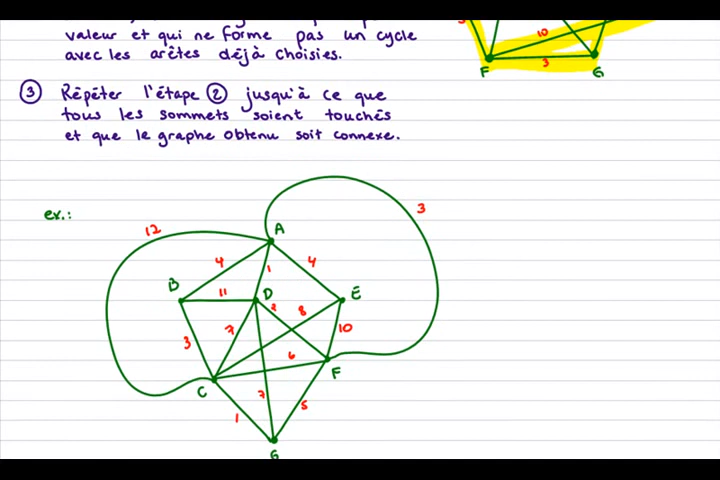 valeur et qui ne forme pas un cycle
avec les arêtes déjà choisies.
10
F 3 G
③ Répéter l'étape ② jusqu'à ce que
tous les sommets soient touchés
et que le graphe obtenu soit connexe.
ex.:
12 3
A
4 1 4
B 11 D E
8
3 7 10
6
C F
7
1 5
G